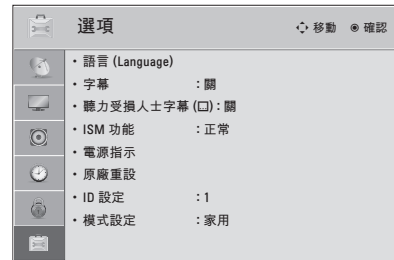 選項 移動 ◉ 確認
• 語言 (Language)
• 字幕 : 關
• 聽力受損人士字幕 (☐) : 關
• ISM 功能 : 正常
• 電源指示
• 原廠重設
• ID 設定 : 1
• 模式設定 : 家用